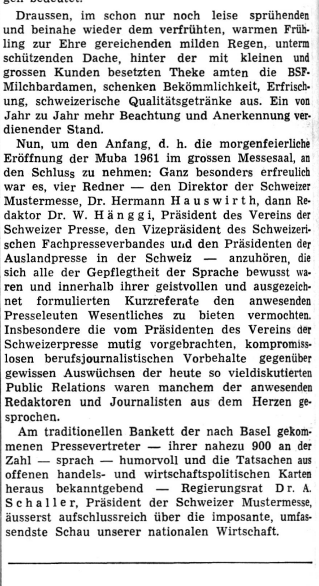 gen bedeutet.
Draussen, im schon nur noch leise sprühenden
und beinahe wieder dem verfrühten, warmen Früh-
ling zur Ehre gereichenden milden Regen, unterm
schützenden Dache, hinter der mit kleinen und
grossen Kunden besetzten Theke amten die BSF-
Milchbardamen, schenken Bekömmlichkeit, Erfrisch-
ung, schweizerische Qualitätsgetränke aus. Ein von
Jahr zu Jahr mehr Beachtung und Anerkennung ver-
dienender Stand.
Nun, um den Anfang, d. h. die morgenfeierliche
Eröffnung der Muba 1961 im grossen Messesaal, an
den Schluss zu nehmen: Ganz besonders erfreulich
war es, vier Redner — den Direktor der Schweizer
Mustermesse, Dr. Hermann Hauswirth, dann Re-
daktor Dr. W. Hänggi, Präsident des Vereins der
Schweizer Presse, den Vizepräsident des Schweizeri-
schen Fachpresseverbandes und den Präsidenten der
Auslandpresse in der Schweiz — anzuhören, die
sich alle der Gepflegtheit der Sprache bewusst wa-
ren und innerhalb ihrer geistvollen und ausgezeich-
net formulierten Kurzreferate den anwesenden
Presseleuten Wesentliches zu bieten vermochten.
Insbesondere die vom Präsidenten des Vereins der
Schweizerpresse mutig vorgebrachten, kompromiss-
losen berufsjournalistischen Vorbehalte gegenüber
gewissen Auswüchsen der heute so vieldiskutierten
Public Relations waren manchem der anwesenden
Redaktoren und Journalisten aus dem Herzen ge-
sprochen.
Am traditionellen Bankett der nach Basel gekom-
menen Pressevertreter — ihrer nahezu 900 an der
Zahl — sprach — humorvoll und die Tatsachen aus
offenen handels- und wirtschaftspolitischen Karten
heraus bekanntgebend — Regierungsrat Dr. A.
Schaller, Präsident der Schweizer Mustermesse,
äusserst aufschlussreich über die imposante, umfas-
sendste Schau unserer nationalen Wirtschaft.